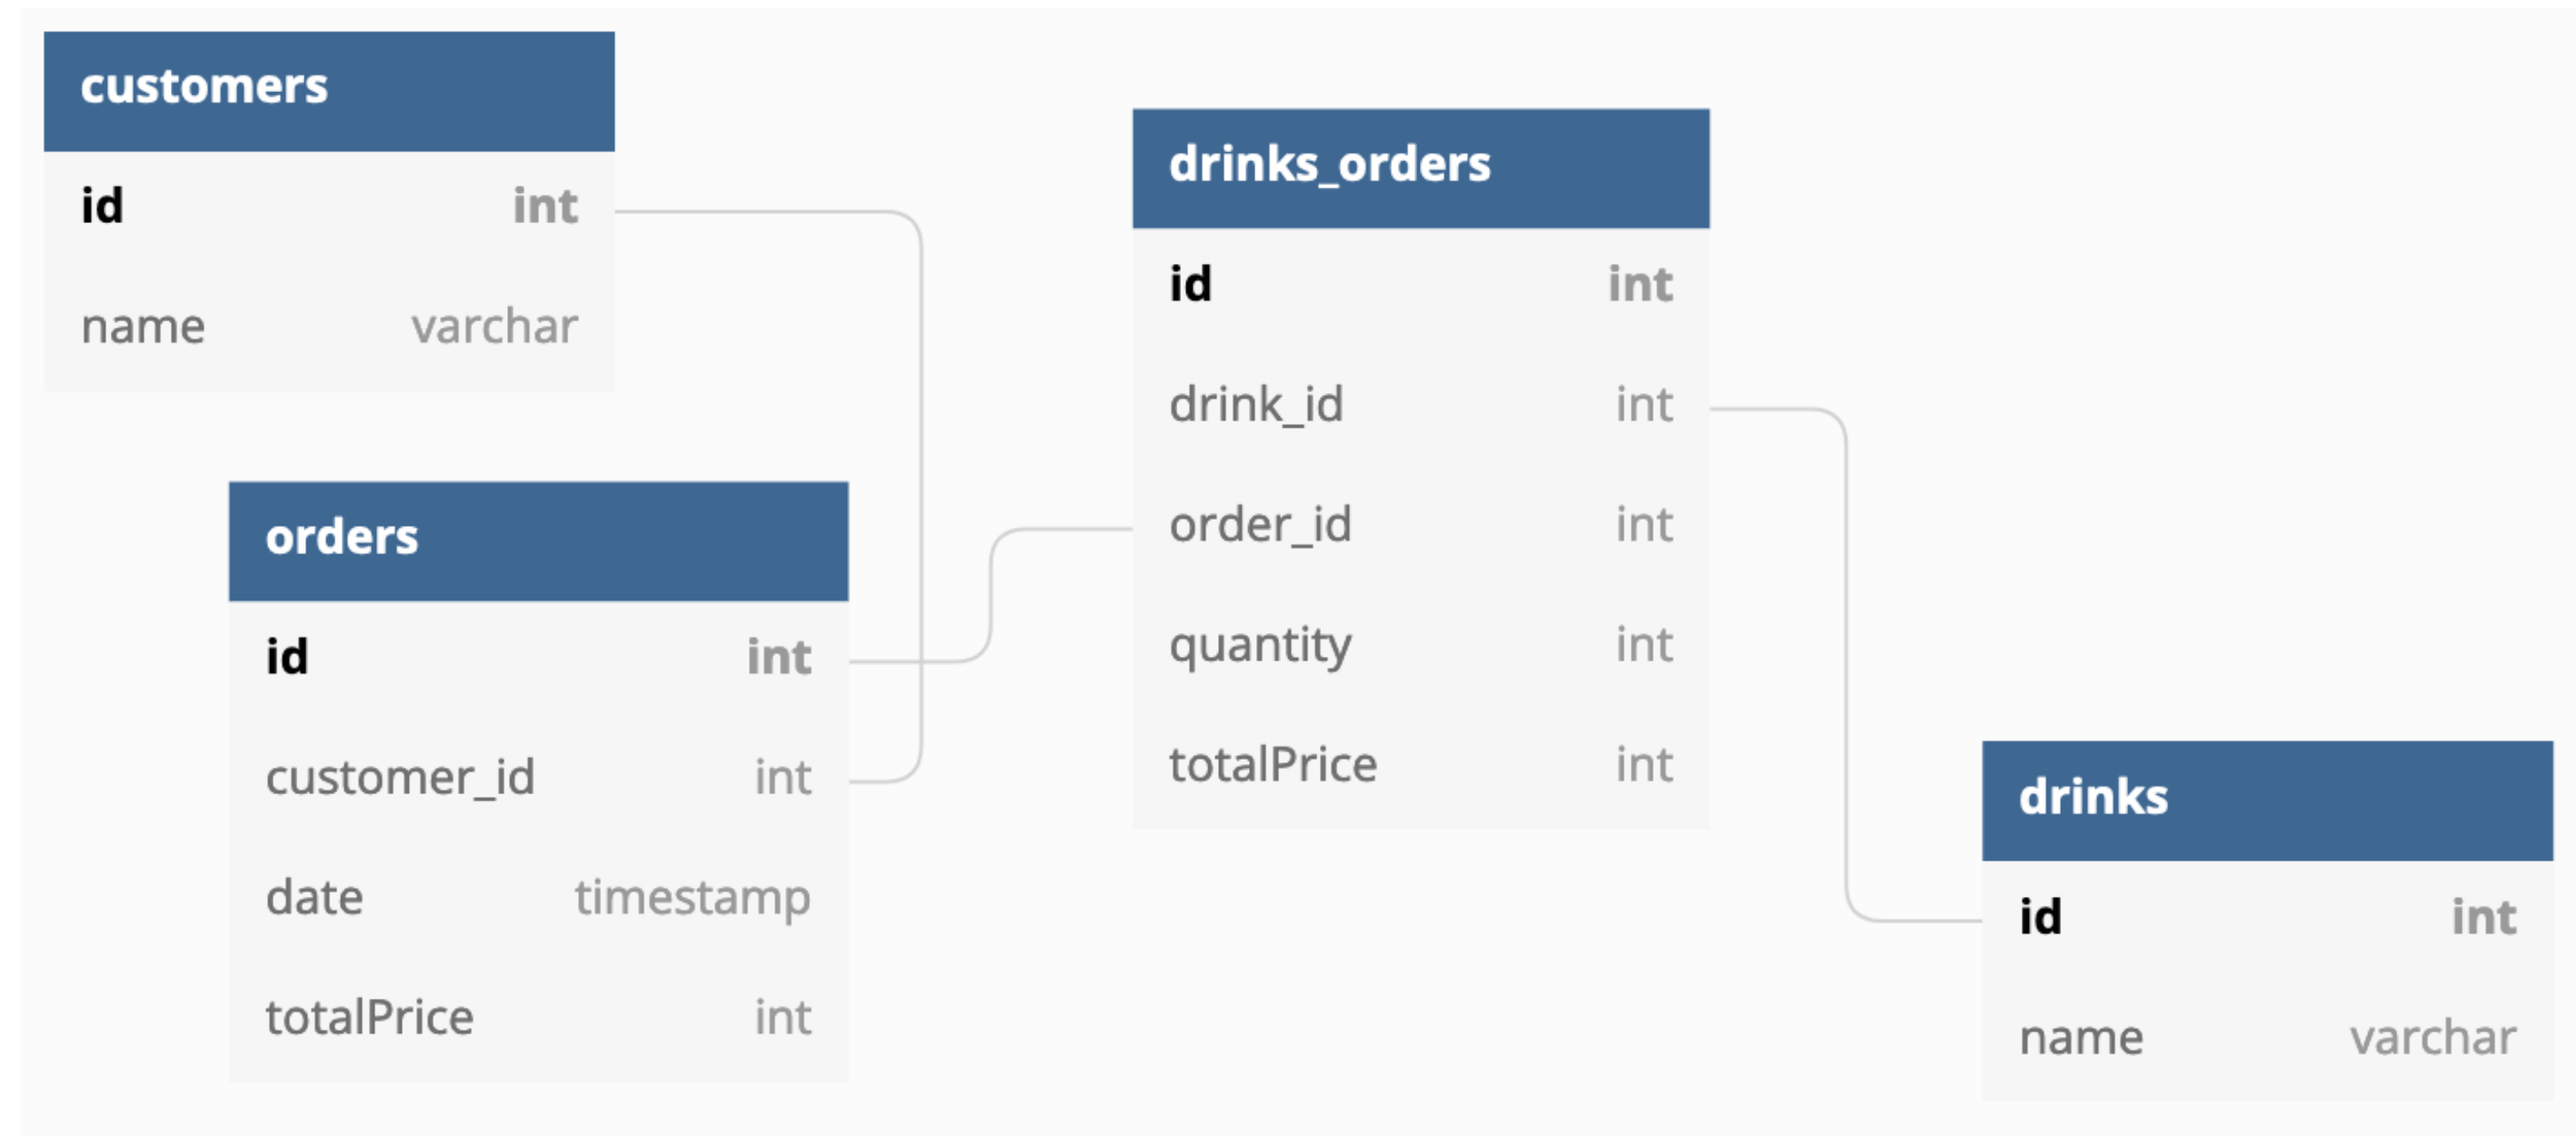 customers
id int
name varchar
orders
id int
customer_id int
date timestamp
totalPrice int
drinks_orders
id int
drink_id int
order_id int
quantity int
totalPrice int
drinks
id int
name varchar